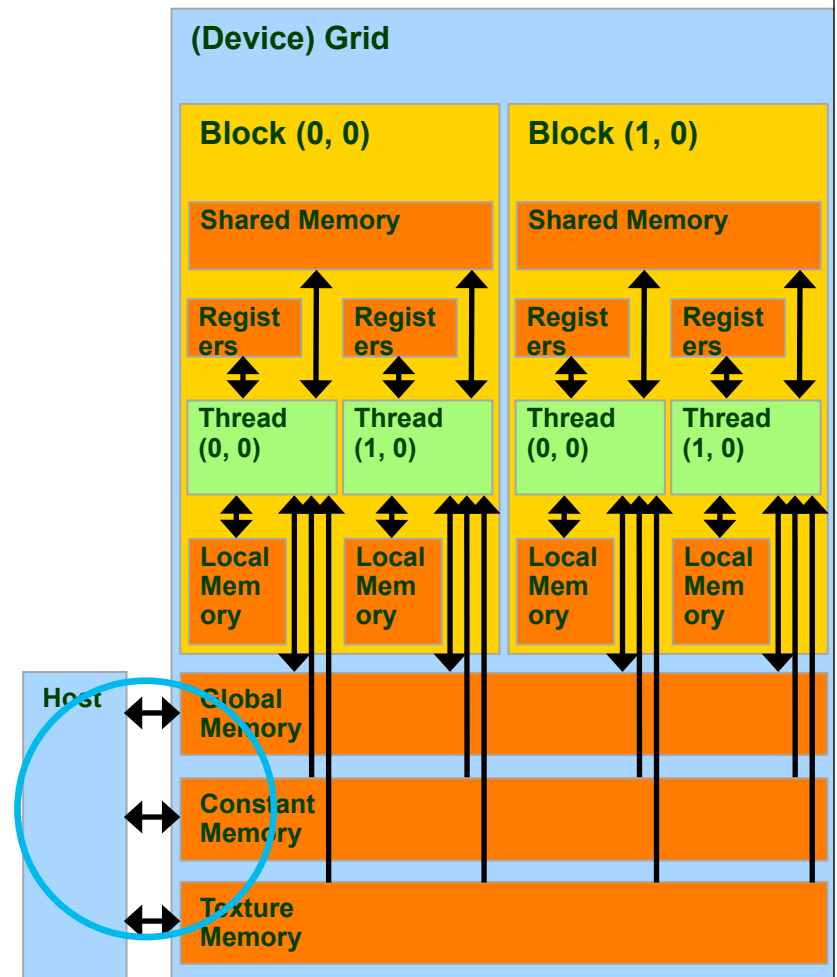 (Device) Grid
Block (0, 0)
Block (1, 0)
Shared Memory
Shared Memory
Regist
ers
Regist
ers
Regist
ers
Regist
ers
Thread
(0, 0)
Thread
(1, 0)
Thread
(0, 0)
Thread
(1, 0)
Local
Mem
ory
Local
Mem
ory
Local
Mem
ory
Local
Mem
ory
Host
Global
Memory
Constant
Memory
Texture
Memory